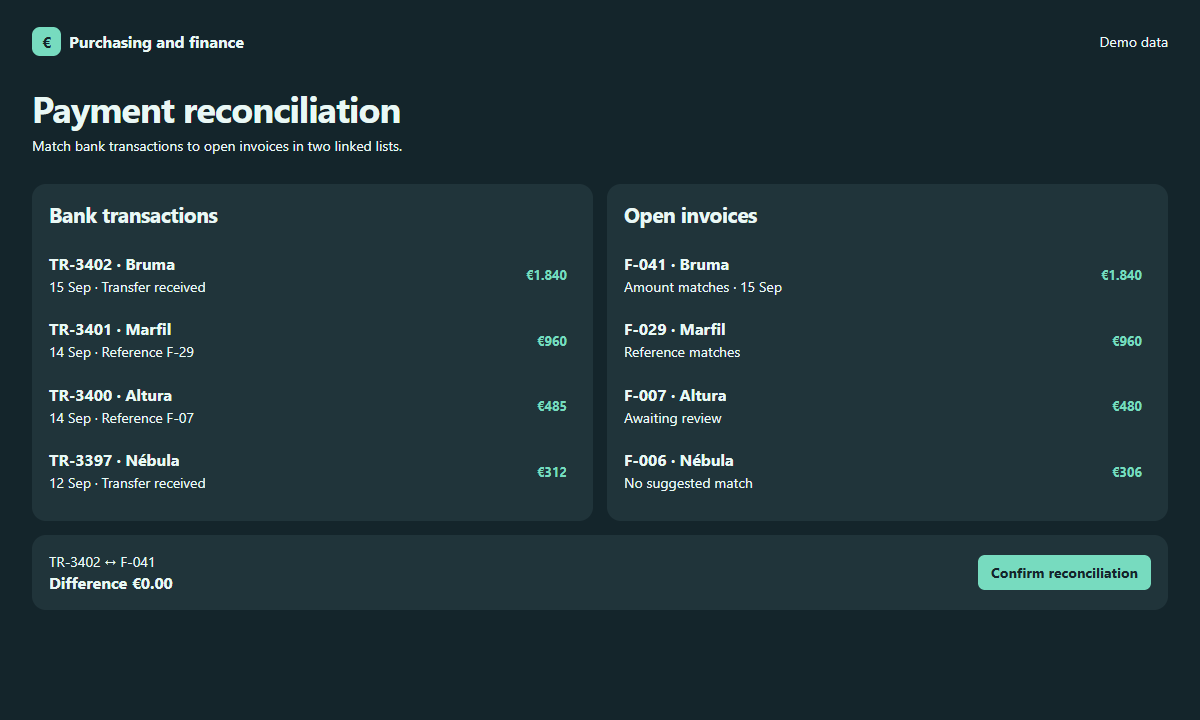 € Purchasing and finance
Demo data
Payment reconciliation
Match bank transactions to open invoices in two linked lists.
Bank transactions
TR-3402 · Bruma
15 Sep · Transfer received
€1.840
TR-3401 · Marfil
14 Sep · Reference F-29
€960
TR-3400 · Altura
14 Sep · Reference F-07
€485
TR-3397 · Nébula
12 Sep · Transfer received
€312
Open invoices
F-041 · Bruma
Amount matches · 15 Sep
€1.840
F-029 · Marfil
Reference matches
€960
F-007 · Altura
Awaiting review
€480
F-006 · Nébula
No suggested match
€306
TR-3402 ↔ F-041
Difference €0.00
Confirm reconciliation